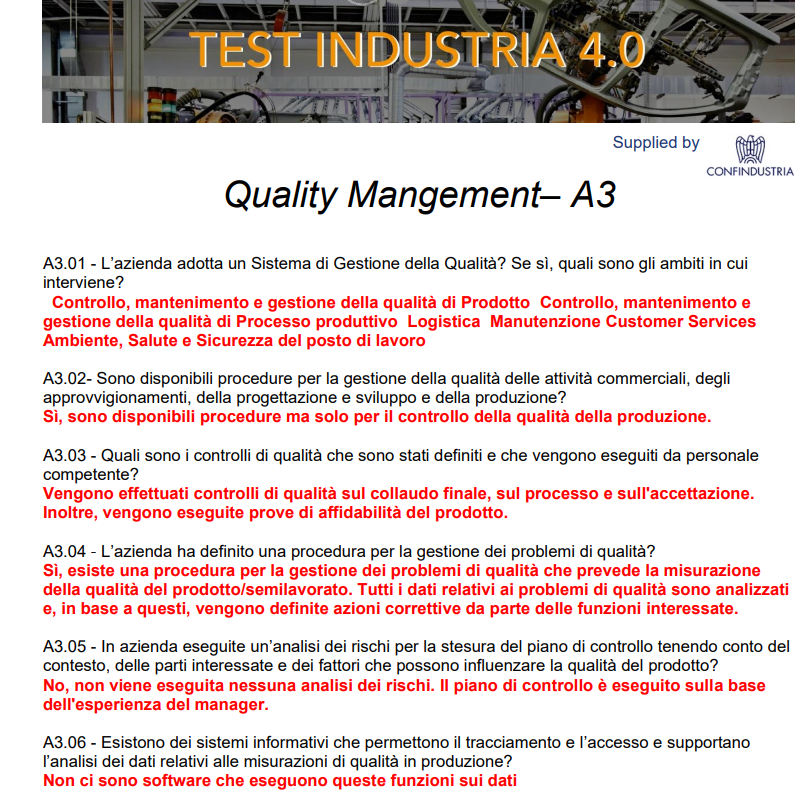 TEST INDUSTRIA 4.0
Supplied by
CONFINDUSTRIA
Quality Mangement– A3
A3.01 - L'azienda adotta un Sistema di Gestione della Qualità? Se sì, quali sono gli ambiti in cui
interviene?
Controllo, mantenimento e gestione della qualità di Prodotto Controllo, mantenimento e
gestione della qualità di Processo produttivo Logistica Manutenzione Customer Services
Ambiente, Salute e Sicurezza del posto di lavoro
A3.02- Sono disponibili procedure per la gestione della qualità delle attività commerciali, degli
approvvigionamenti, della progettazione e sviluppo e della produzione?
Sì, sono disponibili procedure ma solo per il controllo della qualità della produzione.
A3.03 - Quali sono i controlli di qualità che sono stati definiti e che vengono eseguiti da personale
competente?
Vengono effettuati controlli di qualità sul collaudo finale, sul processo e sull'accettazione.
Inoltre, vengono eseguite prove di affidabilità del prodotto.
A3.04 - L'azienda ha definito una procedura per la gestione dei problemi di qualità?
Sì, esiste una procedura per la gestione dei problemi di qualità che prevede la misurazione
della qualità del prodotto/semilavorato. Tutti i dati relativi ai problemi di qualità sono analizzati
e, in base a questi, vengono definite azioni correttive da parte delle funzioni interessate.
A3.05 - In azienda eseguite un'analisi dei rischi per la stesura del piano di controllo tenendo conto del
contesto, delle parti interessate e dei fattori che possono influenzare la qualità del prodotto?
No, non viene eseguita nessuna analisi dei rischi. Il piano di controllo è eseguito sulla base
dell'esperienza del manager.
A3.06 - Esistono dei sistemi informativi che permettono il tracciamento e l'accesso e supportano
l'analisi dei dati relativi alle misurazioni di qualità in produzione?
Non ci sono software che eseguono queste funzioni sui dati